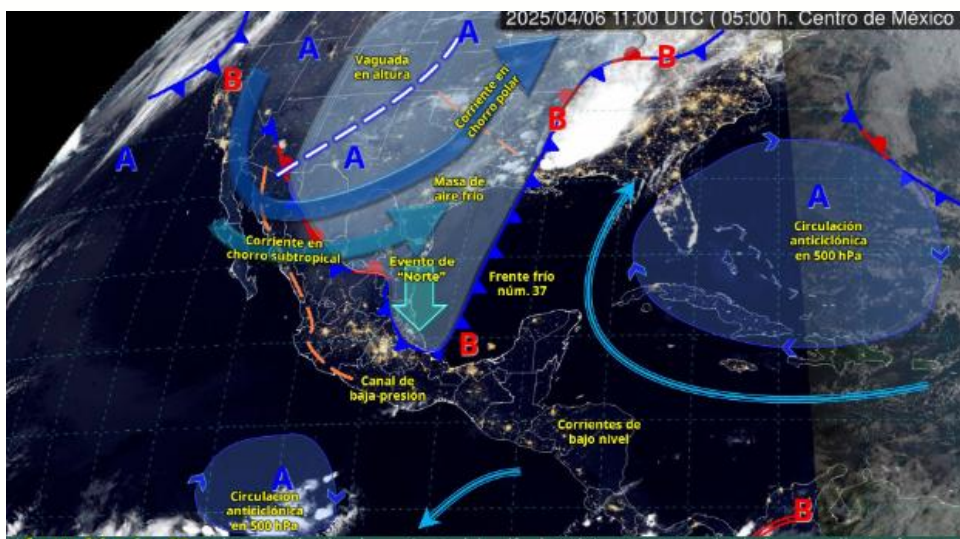 2025/04/06 11:00 UTC ( 05:00 h. Centro de México
A
A
Vaguada
en altura
B
B
Corriente en
chorro polar
B
A
A
Masa de
aire frío
A
Circulación
anticiclónica
en 500 hPa
Corriente en
chorro subtropical
Evento de
“Norte”
Frente frío
núm. 37
B
Canal de
baja presión
Corrientes de
bajo nivel
A
Circulación
anticiclónica
en 500 hPa
B